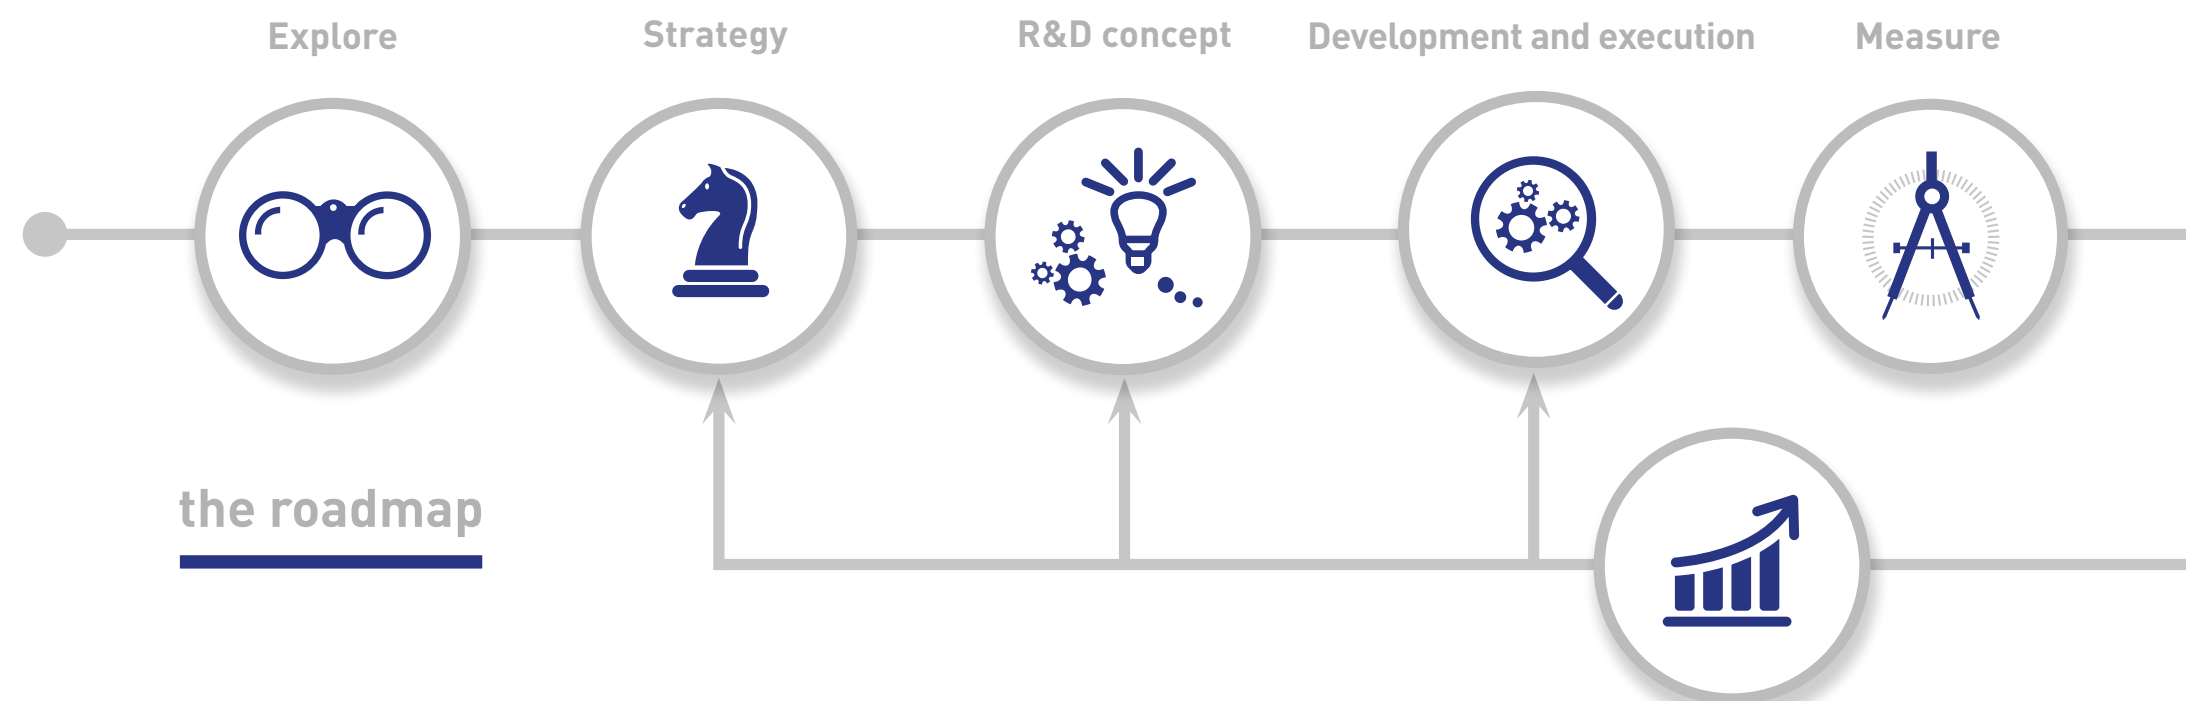 Explore
Strategy
R&D concept
Development and execution
Measure
the roadmap